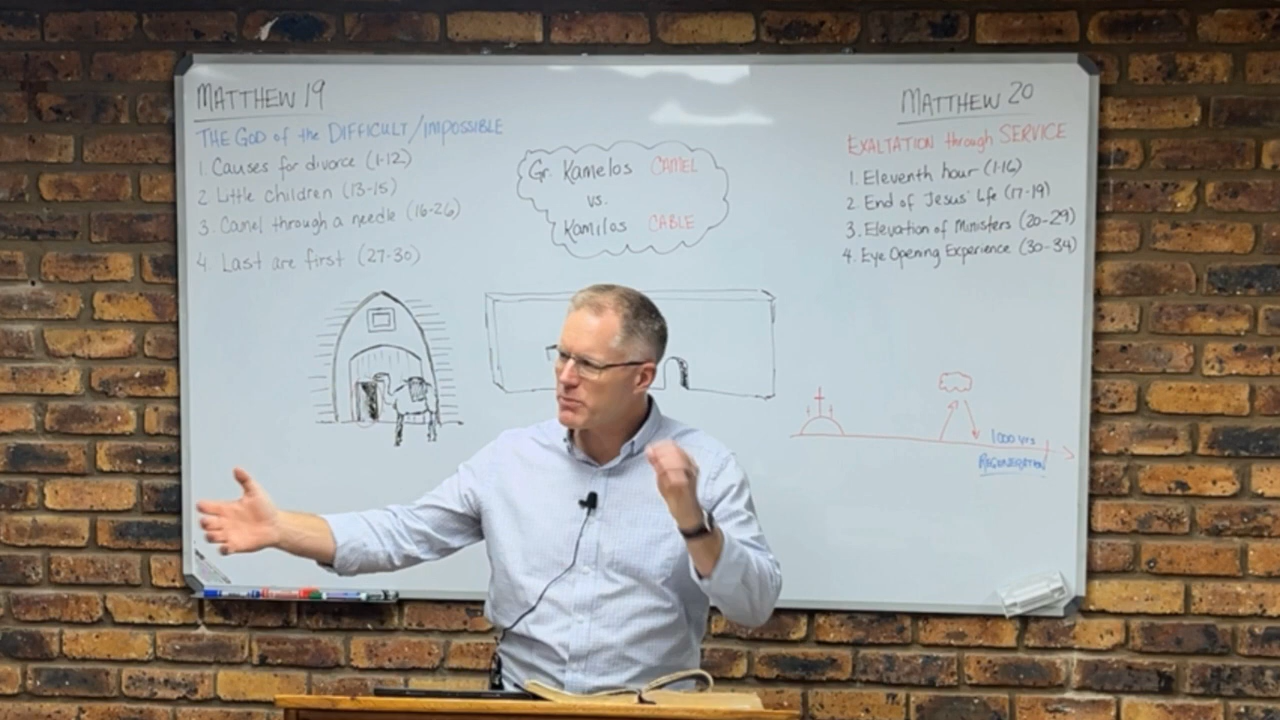 MATTHEW 19
THE GOD of the DIFFICULT/IMPOSSIBLE
1. Causes for divorce (1-12)
2 Little children (13-15)
3. Camel through a needle (16-26)
4. Last are first (27-30)
Gr. Kamelos CAMEL
vs.
Kamilos CABLE
MATTHEW 20
EXALTATION through SERVICE
1. Eleventh hour (1-16)
2. End of Jesus' life (17-19)
3. Elevation of Ministers (20-29)
4. Eye Opening Experience (30-34)
1000 yrs
REGENERATION